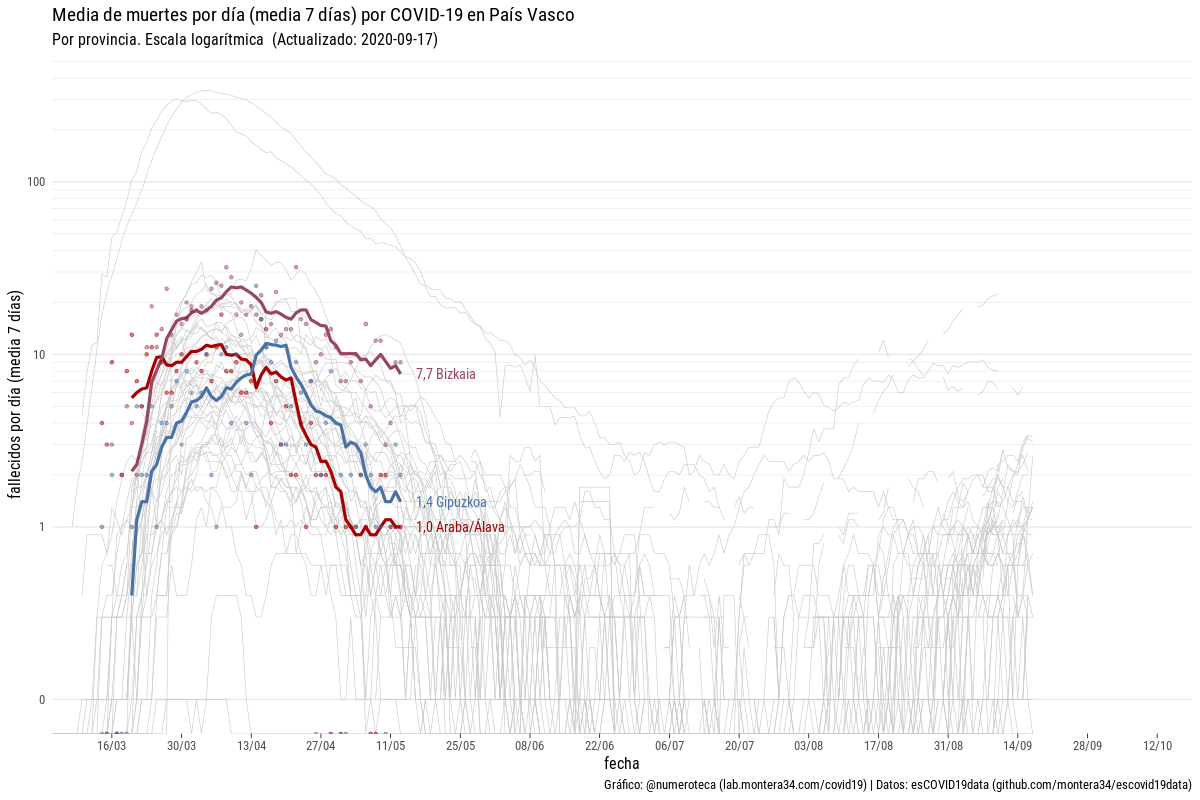 Media de muertes por día (media 7 días) por COVID-19 en País Vasco
Por provincia. Escala logarítmica  (Actualizado: 2020-09-17)
fallecidos por día (media 7 días)
100
10
1
0
7,7 Bizkaia
1,4 Gipuzkoa
1,0 Araba/Álava
16/03 30/03 13/04 27/04 11/05 25/05 08/06 22/06 06/07 20/07 03/08 17/08 31/08 14/09 28/09 12/10
fecha
Gráfico: @numeroteca (lab.montera34.com/covid19) | Datos: esCOVID19data (github.com/montera34/escovid19data)